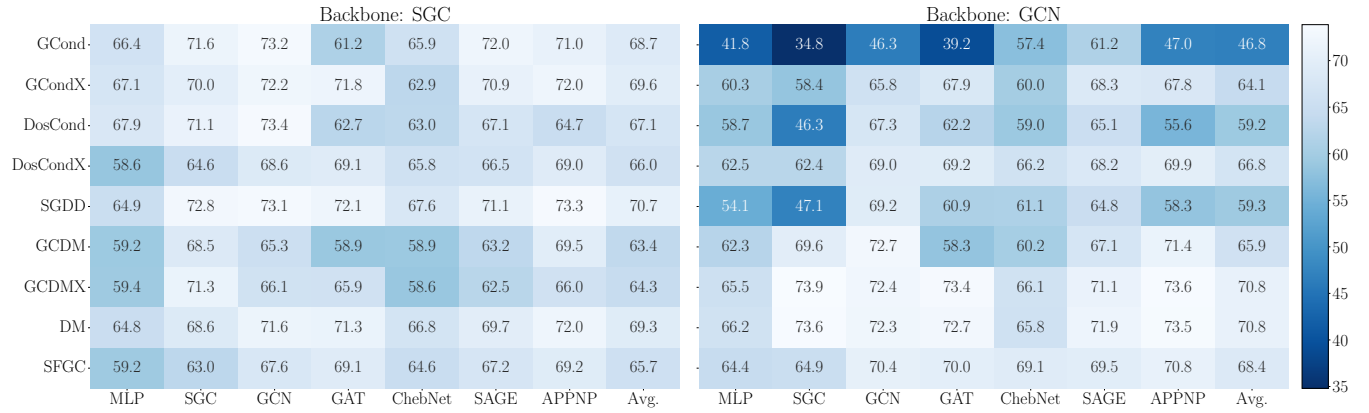 Backbone: SGC Backbone: GCN
GCond 66.4 71.6 73.2 61.2 65.9 72.0 71.0 68.7 41.8 34.8 46.3 39.2 57.4 61.2 47.0 46.8
GCondX 67.1 70.0 72.2 71.8 62.9 70.9 72.0 69.6 60.3 58.4 65.8 67.9 60.0 68.3 67.8 64.1
DosCond 67.9 71.1 73.4 62.7 63.0 67.1 64.7 67.1 58.7 46.3 67.3 62.2 59.0 65.1 55.6 59.2
DosCondX 58.6 64.6 68.6 69.1 65.8 66.5 69.0 66.0 62.5 62.4 69.0 69.2 66.2 68.2 69.9 66.8
SGDD 64.9 72.8 73.1 72.1 67.6 71.1 73.3 70.7 54.1 47.1 69.2 60.9 61.1 64.8 58.3 59.3
GCDM 59.2 68.5 65.3 58.9 58.9 63.2 69.5 63.4 62.3 69.6 72.7 58.3 60.2 67.1 71.4 65.9
GCDMX 59.4 71.3 66.1 65.9 58.6 62.5 66.0 64.3 65.5 73.9 72.4 73.4 66.1 71.1 73.6 70.8
DM 64.8 68.6 71.6 71.3 66.8 69.7 72.0 69.3 66.2 73.6 72.3 72.7 65.8 71.9 73.5 70.8
SFGC 59.2 63.0 67.6 69.1 64.6 67.2 69.2 65.7 64.4 64.9 70.4 70.0 69.1 69.5 70.8 68.4
MLP SGC GCN GAT ChebNet SAGE APPNP Avg. MLP SGC GCN GAT ChebNet SAGE APPNP Avg.
70
65
60
55
50
45
40
35